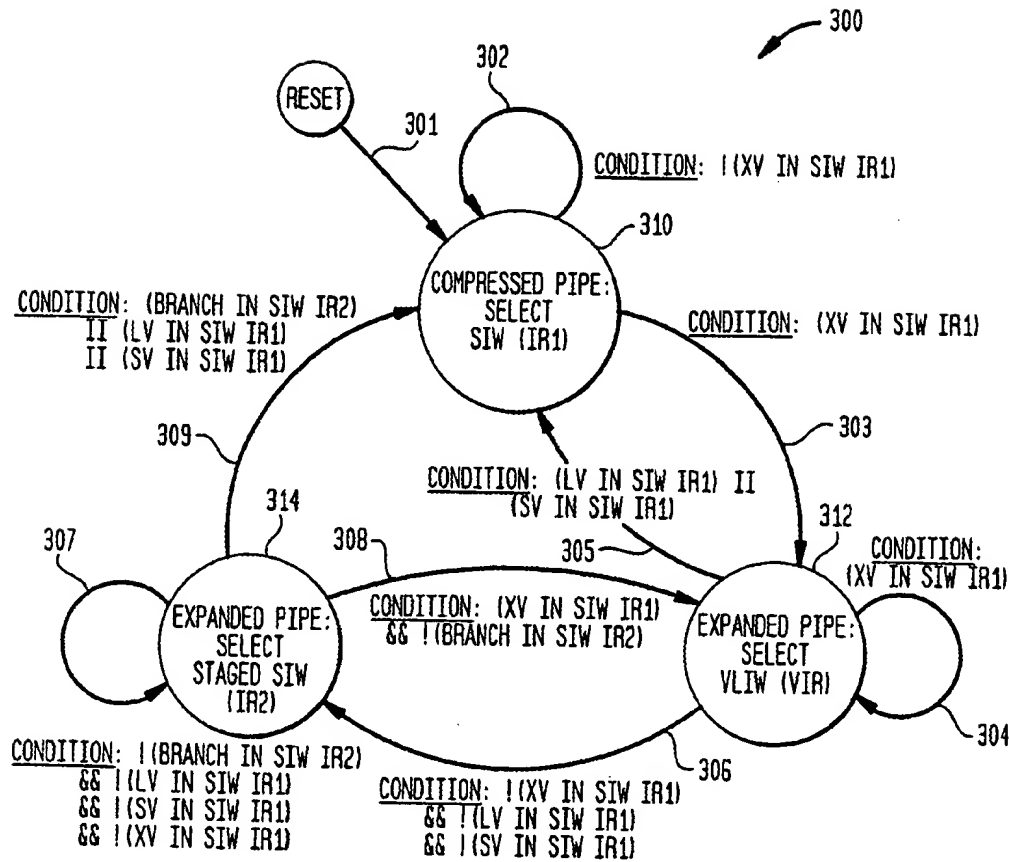 300
302
RESET
301
CONDITION: !(XV IN SIW IR1)
310
COMPRESSED PIPE:
SELECT
SIW (IR1)
CONDITION: (BRANCH IN SIW IR2)
II (LV IN SIW IR1)
II (SV IN SIW IR1)
CONDITION: (XV IN SIW IR1)
309
303
CONDITION: (LV IN SIW IR1) II
(SV IN SIW IR1)
314
312
307
308
305
CONDITION:
(XV IN SIW IR1)
EXPANDED PIPE:
SELECT
STAGED SIW
(IR2)
CONDITION: (XV IN SIW IR1)
&& !(BRANCH IN SIW IR2)
EXPANDED PIPE:
SELECT
VLIW (VIR)
304
306
CONDITION: !(BRANCH IN SIW IR2)
&& !(LV IN SIW IR1)
&& !(SV IN SIW IR1)
&& !(XV IN SIW IR1)
CONDITION: !(XV IN SIW IR1)
&& !(LV IN SIW IR1)
&& !(SV IN SIW IR1)